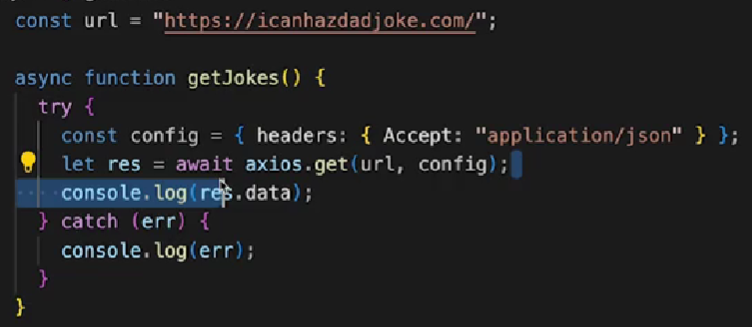 const url = "https://icanhazdadjoke.com/";
async function getJokes() {
try {
const config = { headers: { Accept: "application/json" } };
let res = await axios.get(url, config);
console.log(res.data);
} catch (err) {
console.log(err);
}
}